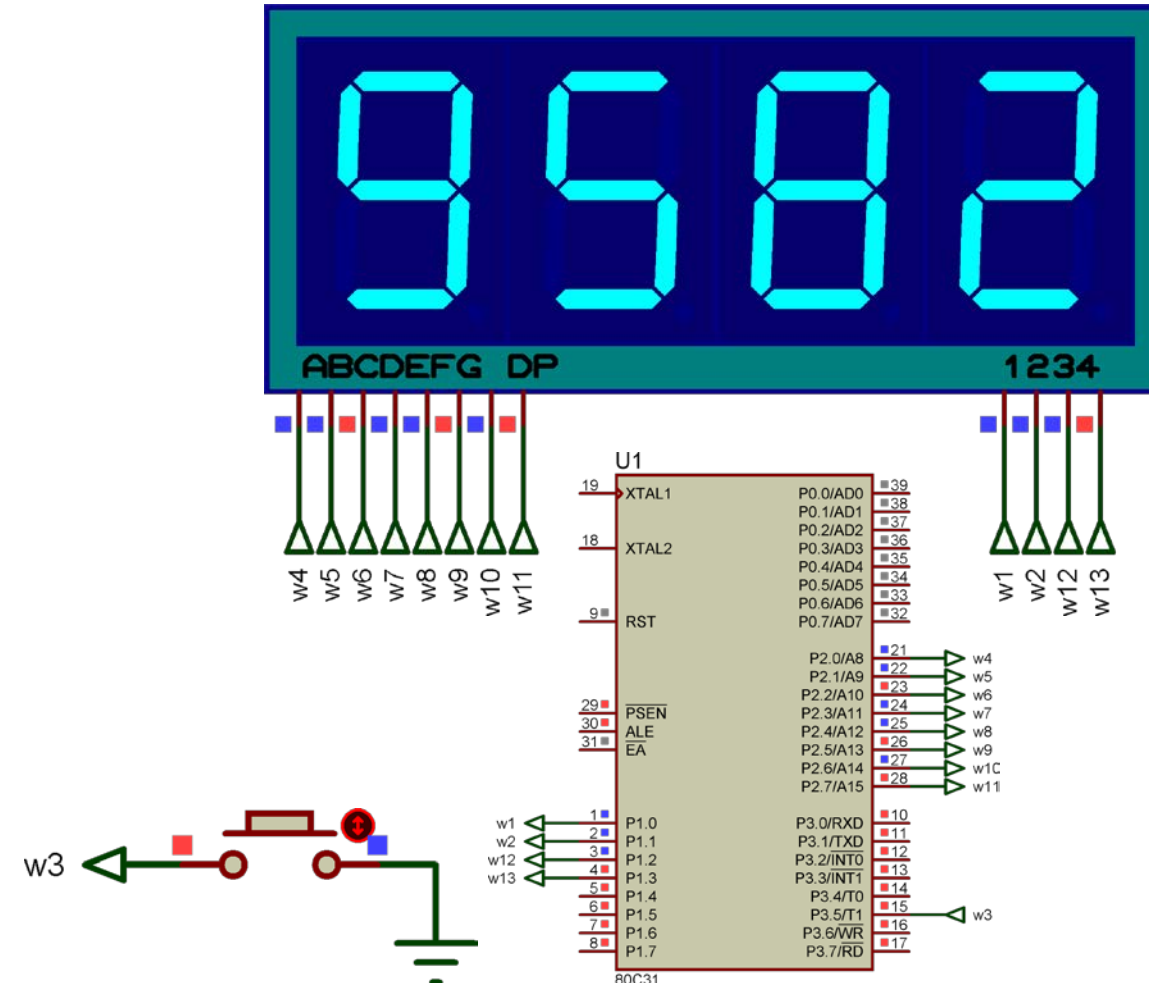 9582
ABCDEFG DP
1234
w4
w5
w6
w7
w8
w9
w10
w11
w1
w2
w12
w13
U1
19
XTAL1
18
XTAL2
9
RST
29
PSEN
30
ALE
31
EA
w1
1
P1.0
w2
2
P1.1
w12
3
P1.2
w13
4
P1.3
5
P1.4
6
P1.5
7
P1.6
8
P1.7
P0.0/AD0
39
P0.1/AD1
38
P0.2/AD2
37
P0.3/AD3
36
P0.4/AD4
35
P0.5/AD5
34
P0.6/AD6
33
P0.7/AD7
32
P2.0/A8
21
w4
P2.1/A9
22
w5
P2.2/A10
23
w6
P2.3/A11
24
w7
P2.4/A12
25
w8
P2.5/A13
26
w9
P2.6/A14
27
w10
P2.7/A15
28
w11
P3.0/RXD
10
P3.1/TXD
11
P3.2/INT0
12
P3.3/INT1
13
P3.4/T0
14
P3.5/T1
15
w3
P3.6/WR
16
P3.7/RD
17
80C31
w3